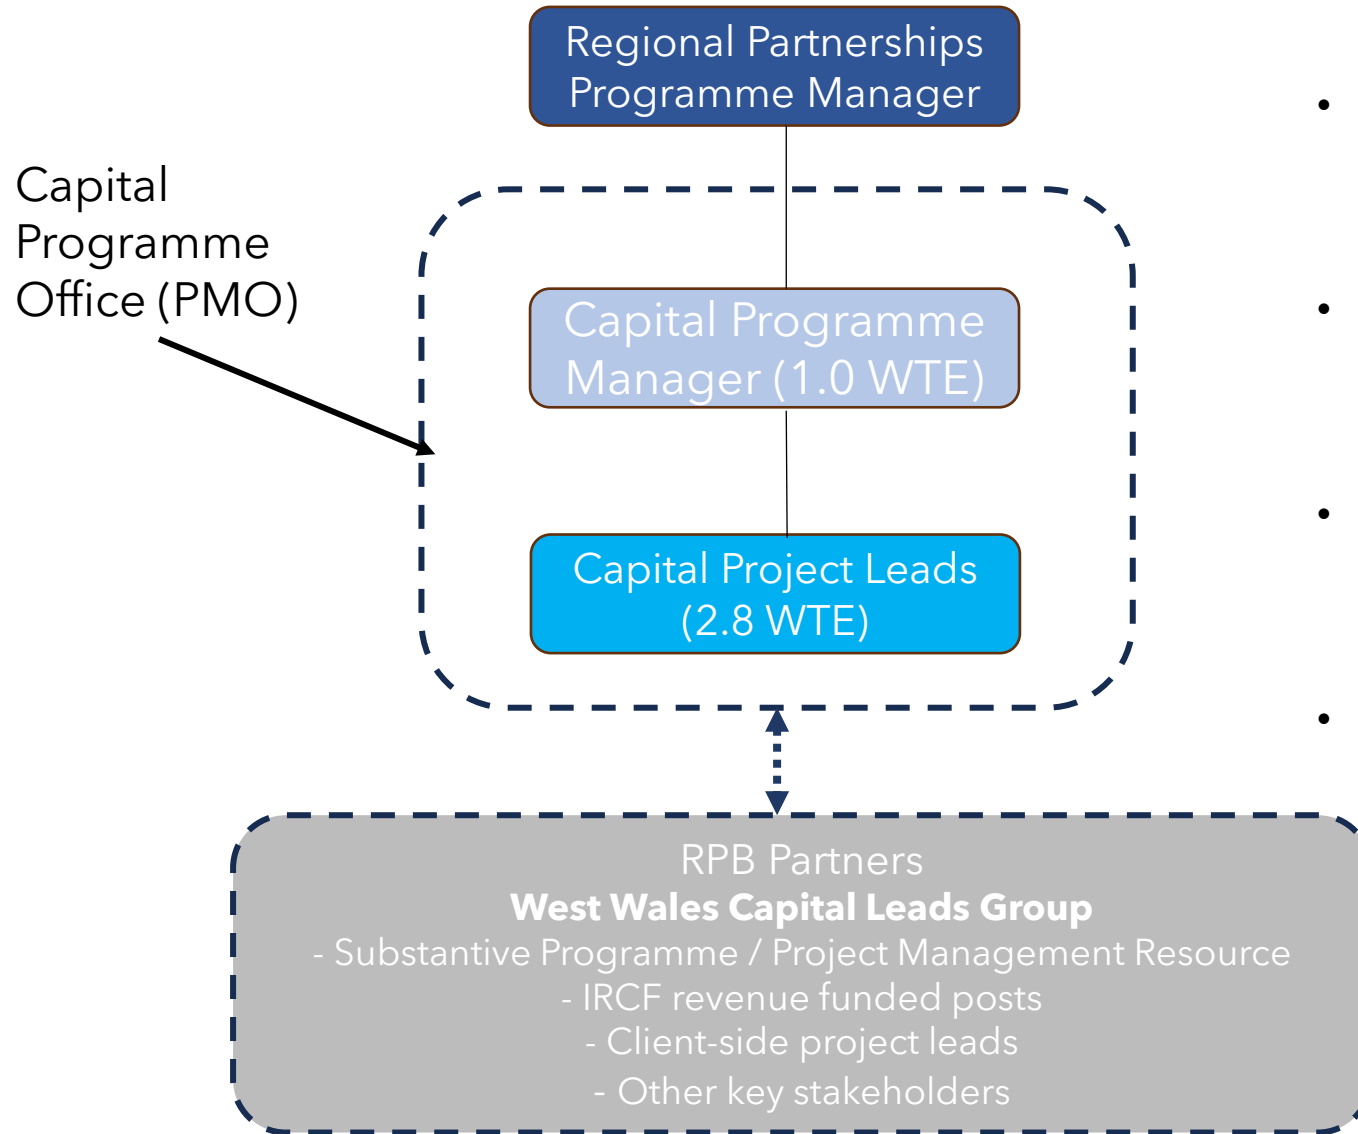 Regional Partnerships
Programme Manager
Capital
Programme
Office (PMO)
Capital Programme
Manager (1.0 WTE)
Capital Project Leads
(2.8 WTE)
RPB Partners
West Wales Capital Leads Group
- Substantive Programme / Project Management Resource
- IRCF revenue funded posts
- Client-side project leads
- Other key stakeholders
•
•
•
•